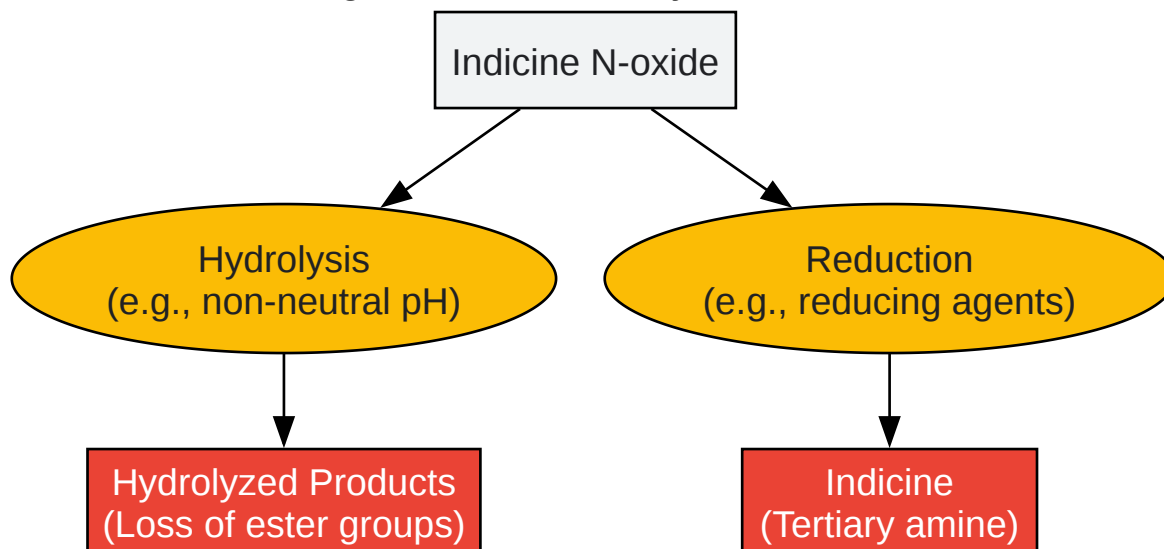 Indicine N-oxide
Hydrolysis
(e.g., non-neutral pH)
Reduction
(e.g., reducing agents)
Hydrolyzed Products
(Loss of ester groups)
Indicine
(Tertiary amine)